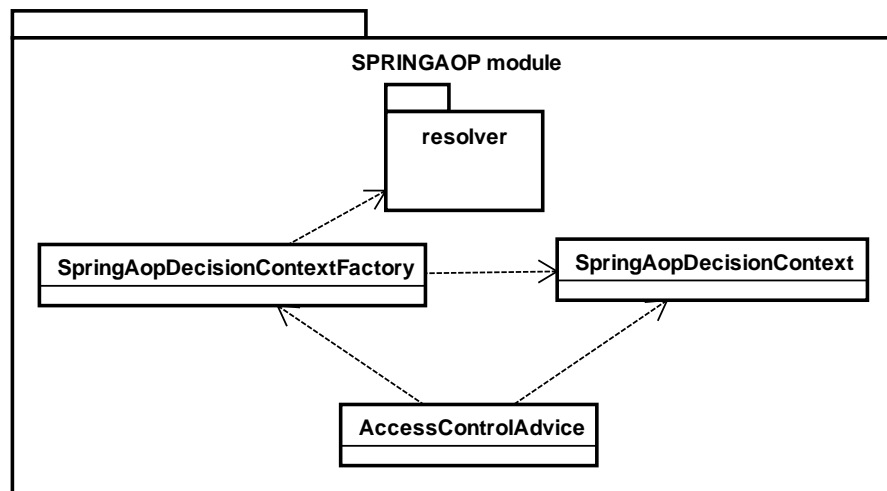 SPRINGAOP module
resolver
SpringAopDecisionContextFactory
SpringAopDecisionContext
AccessControlAdvice